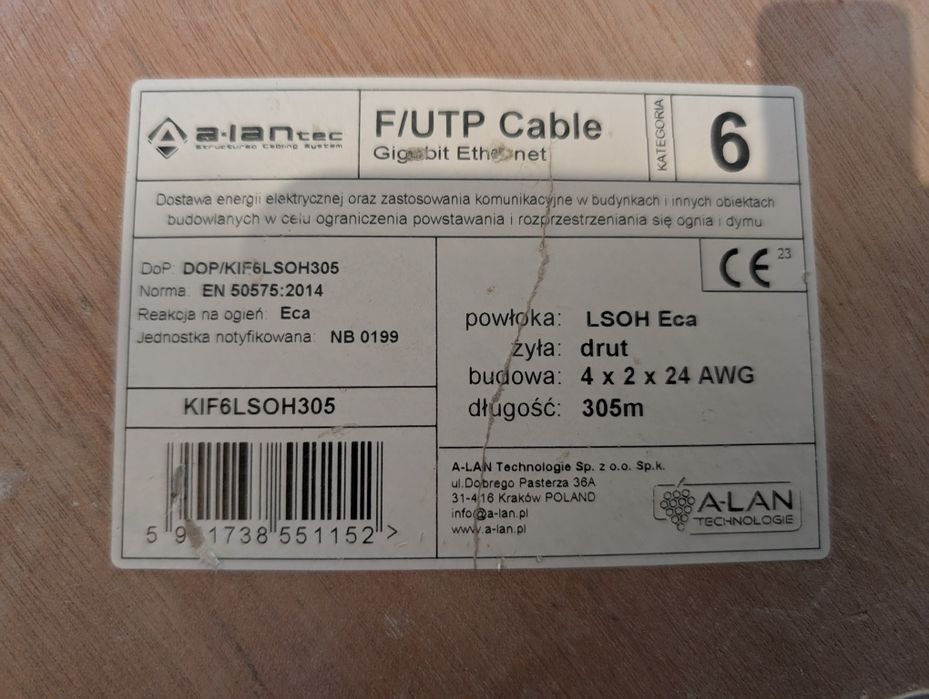 a-lantec
Structured Cabling System
F/UTP Cable
Gigabit Ethernet
KATEGORIA
6
Dostawa energii elektrycznej oraz zastosowania komunikacyjne w budynkach i innych obiektach
budowlanych w celu ograniczenia powstawania i rozprzestrzeniania się ognia i dymu
DoP: DOP/KIF6LSOH305
Norma: EN 50575:2014
Reakcja na ogień: Eca
Jednostka notyfikowana: NB 0199
KIF6LSOH305
5 901738 551152 >
CE 23
powłoka: LSOH Eca
żyła: drut
budowa: 4 x 2 x 24 AWG
długość: 305m
A-LAN Technologie Sp. z o.o. Sp.k.
ul.Dobrego Pasterza 36A
31-416 Kraków POLAND
info@a-lan.pl
www.a-lan.pl
A-LAN
TECHNOLOGIE